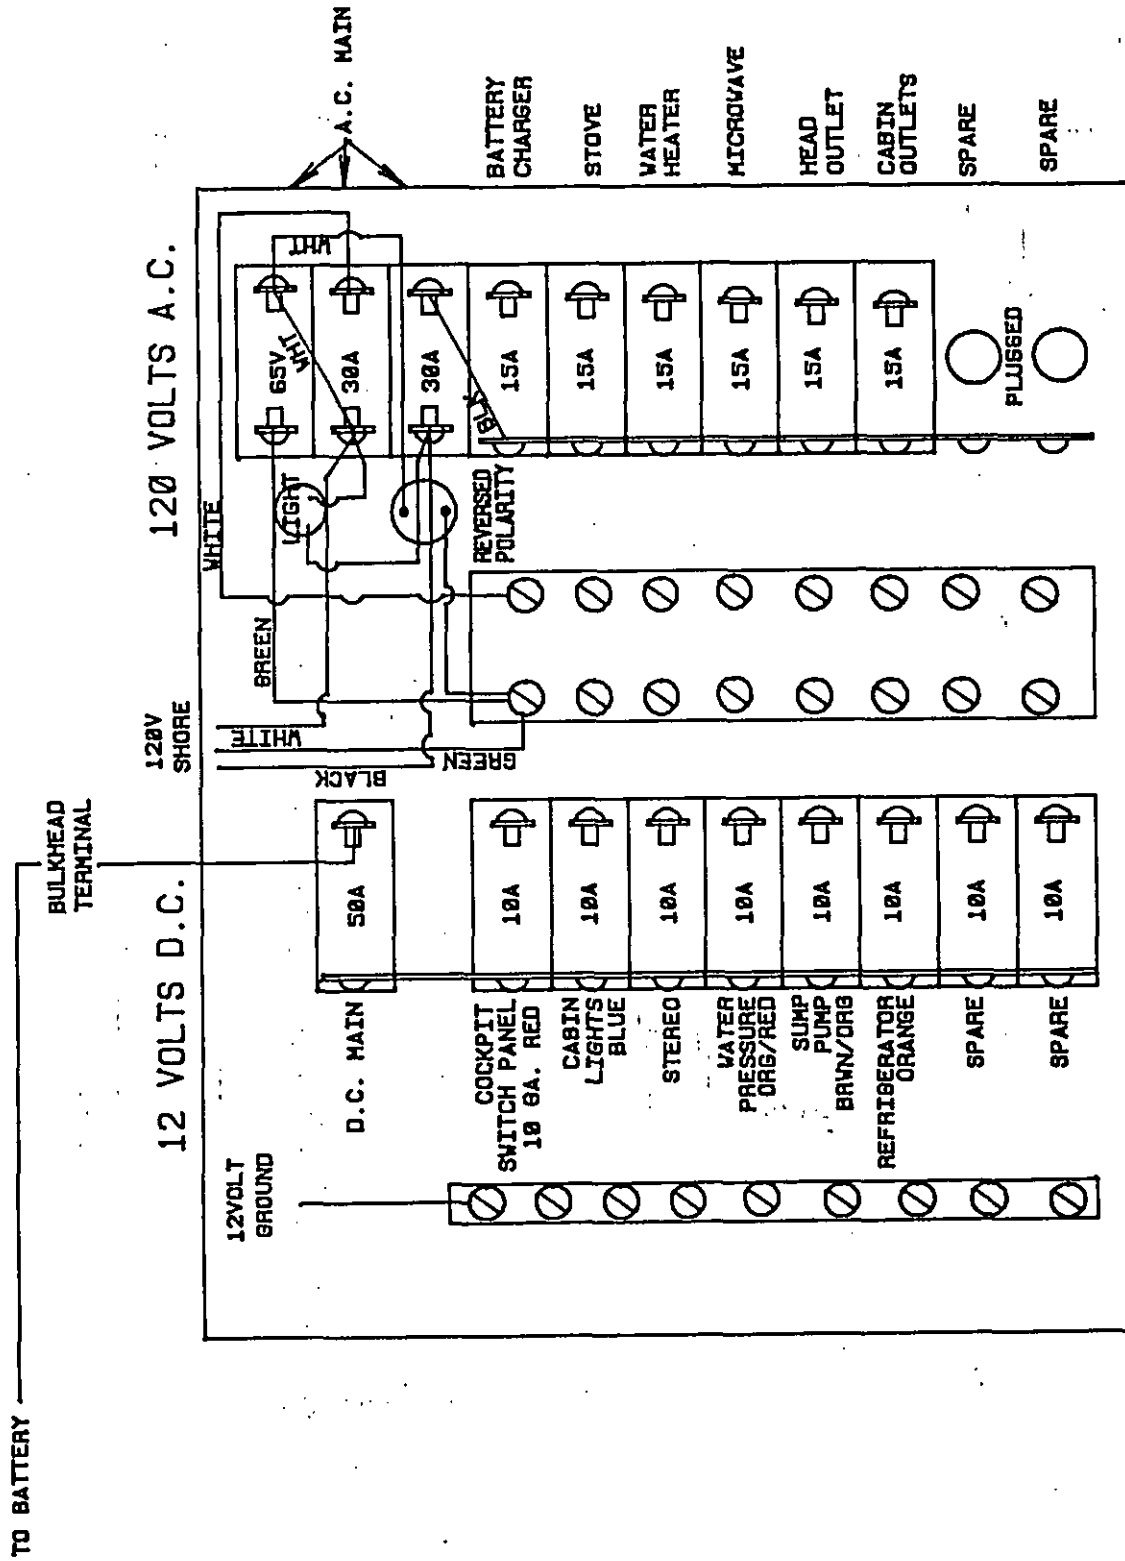 TO BATTERY
BULKHEAD
TERMINAL
12 VOLTS D.C.
120V
SHORE
120 VOLTS A.C.
12VOLT
GROUND
D.C. MAIN
50A
COCKPIT
SWITCH PANEL
10 GA. RED
10A
CABIN
LIGHTS
BLUE
10A
STEREO
10A
WATER
PRESSURE
ORG/RED
10A
SUMP
PUMP
BRWN/ORG
10A
REFRIGERATOR
ORANGE
10A
SPARE
10A
SPARE
10A
BLACK
WHITE
GREEN
GREEN
WHITE
LIGHT
REVERSED
POLARITY
65V
WHT
WHT
30A
30A
BLK
A.C. MAIN
15A
BATTERY
CHARGER
15A
STOVE
15A
WATER
HEATER
15A
MICROWAVE
15A
HEAD
OUTLET
15A
CABIN
OUTLETS
PLUGGED
SPARE
SPARE